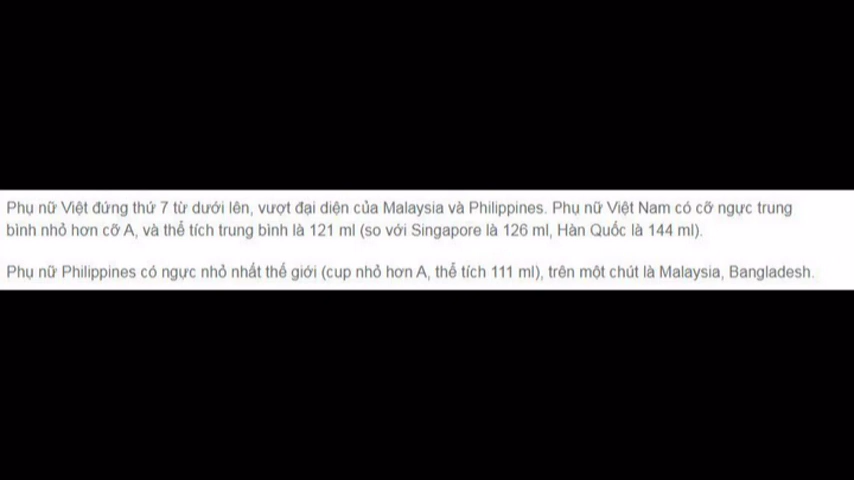 Phụ nữ Việt đứng thứ 7 từ dưới lên, vượt đại diện của Malaysia và Philippines. Phụ nữ Việt Nam có cỡ ngực trung
bình nhỏ hơn cỡ A, và thể tích trung bình là 121 ml (so với Singapore là 126 ml, Hàn Quốc là 144 ml).
Phụ nữ Philippines có ngực nhỏ nhất thế giới (cup nhỏ hơn A, thể tích 111 ml), trên một chút là Malaysia, Bangladesh.